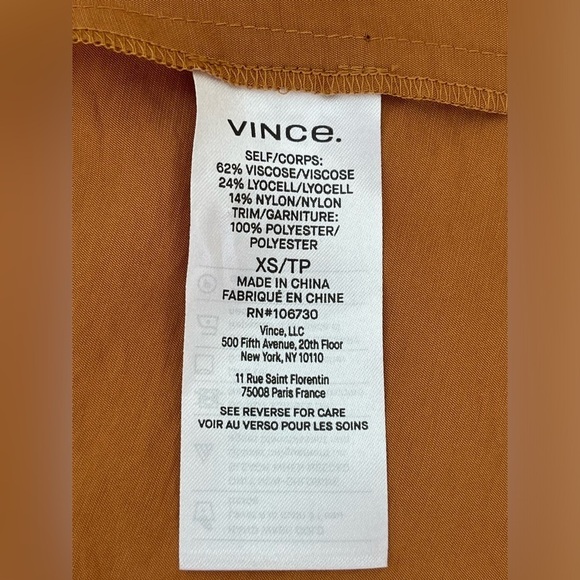 VINCE.
SELF/CORPS:
62% VISCOSE/VISCOSE
24% LYOCELL/LYOCELL
14% NYLON/NYLON
TRIM/GARNITURE:
100% POLYESTER/
POLYESTER
XS/TP
MADE IN CHINA
FABRIQUÉ EN CHINE
RN#106730
Vince, LLC
500 Fifth Avenue, 20th Floor
New York, NY 10110
11 Rue Saint Florentin
75008 Paris France
SEE REVERSE FOR CARE
VOIR AU VERSO POUR LES SOINS